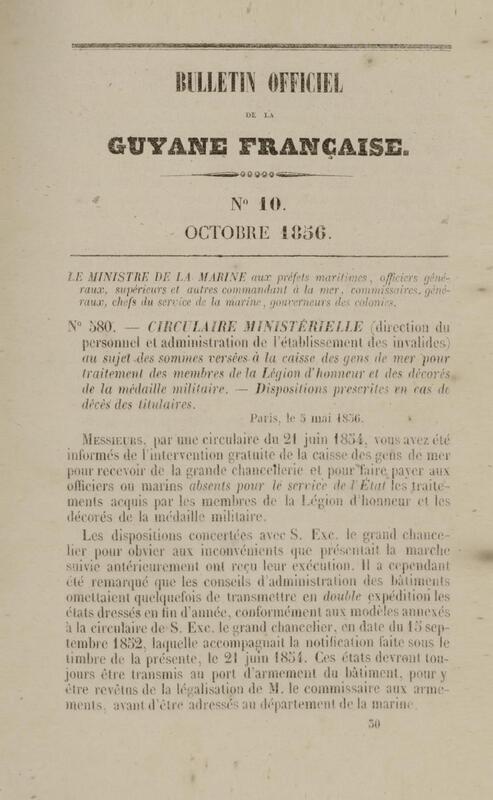 BULLETIN OFFICIEL
DE LA
GUYANE FRANÇAISE.
Nº 10.
OCTOBRE 1856.
LE MINISTRE DE LA MARINE aux préfets maritimes, officiers géné-
raux, supérieurs et autres commandant à la mer, commissaires géné-
raux, chefs du service de la marine, gouverneurs des colonies.
Nº 580. — CIRCULAIRE MINISTÉRIELLE (direction du
personnel et administration de l'établissement des invalides)
au sujet des sommes versées à la caisse des gens de mer pour
traitement des membres de la Légion d'honneur et des décorés
de la médaille militaire. — Dispositions prescrites en cas de
décès des titulaires.
Paris, le 5 mai 1856.
MESSIEURS, par une circulaire du 21 juin 1854, vous avez été
informés de l'intervention gratuite de la caisse des gens de mer
pour recevoir de la grande chancellerie et pour faire payer aux
officiers ou marins absents pour le service de l'État les traite-
ments acquis par les membres de la Légion d'honneur et les
décorés de la médaille militaire.
Les dispositions concertées avec S. Exc. le grand chance-
lier pour obvier aux inconvénients que présentait la marche
suivie antérieurement ont reçu leur exécution. Il a cependant
été remarqué que les conseils d'administration des bâtiments
omettaient quelquefois de transmettre en double expédition les
états dressés en fin d'année, conformément aux modèles annexés
à la circulaire de S. Exc. le grand chancelier, en date du 15 sep-
tembre 1852, laquelle accompagnait la notification faite sous le
timbre de la présente, le 21 juin 1854. Ces états devront tou-
jours être transmis au port d'armement du bâtiment, pour y
être revêtus de la légalisation de M. le commissaire aux arme-
ments, avant d'être adressés au département de la marine.
30